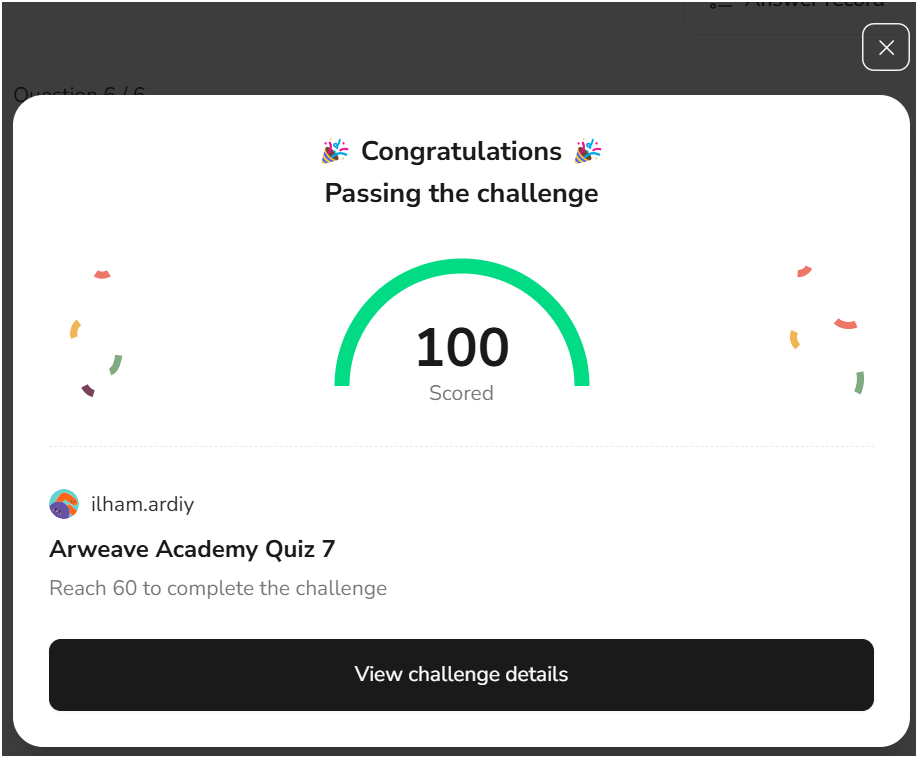 Answer record
Question 6 / 6
Congratulations
Passing the challenge
100
Scored
ilham.ardiy
Arweave Academy Quiz 7
Reach 60 to complete the challenge
View challenge details